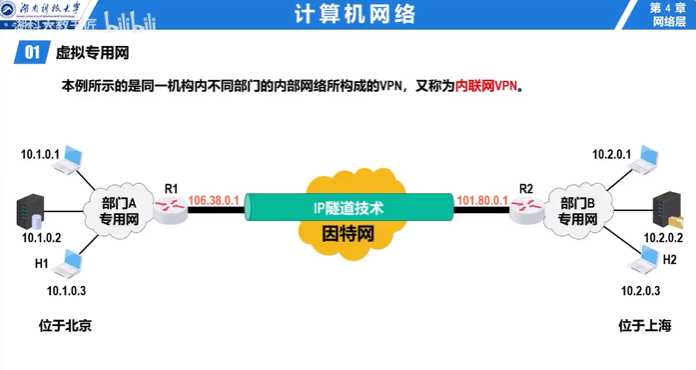 湖南科技大学
计算机网络
第 4 章
网络层
bilibili
01 虚拟专用网
本例所示的是同一机构内不同部门的内部网络所构成的VPN，又称为内联网VPN。
10.1.0.1
10.2.0.1
部门A
专用网
R1
106.38.0.1
IP隧道技术
因特网
101.80.0.1
R2
部门B
专用网
10.1.0.2
10.2.0.2
H1
H2
10.1.0.3
10.2.0.3
位于北京
位于上海